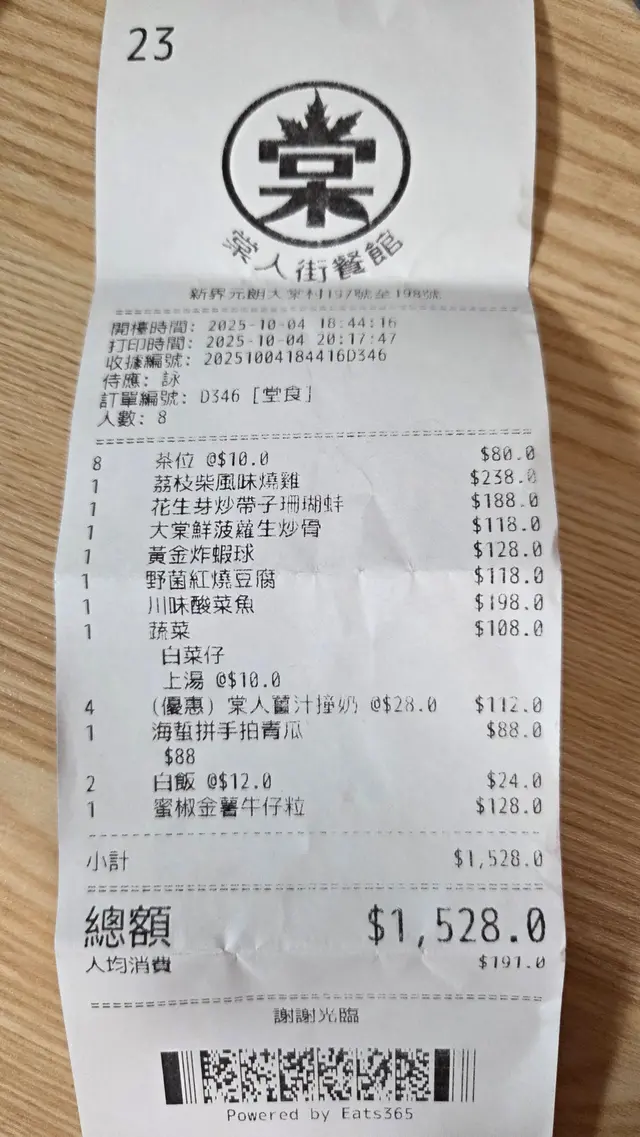 23
棠
棠人街餐館
新界元朗大棠村197號至198號
開檯時間: 2025-10-04 18:44:16
打印時間: 2025-10-04 20:17:47
收據編號: 20251004184416D346
侍應: 詠
訂單編號: D346 [堂食]
人數: 8
8 茶位 @$10.0 $80.0
1 荔枝柴風味燒雞 $238.0
1 花生芽炒帶子珊瑚蚌 $188.0
1 大棠鮮菠蘿生炒骨 $118.0
1 黃金炸蝦球 $128.0
1 野菌紅燒豆腐 $118.0
1 川味酸菜魚 $198.0
1 蔬菜 $108.0
白菜仔
上湯 @$10.0
4 (優惠) 棠人薑汁撞奶 @$28.0 $112.0
1 海蜇拼手拍青瓜 $88.0
$88
2 白飯 @$12.0 $24.0
1 蜜椒金薯牛仔粒 $128.0
小計 $1,528.0
總額 $1,528.0
人均消費 $191.0
謝謝光臨
Powered by Eats365